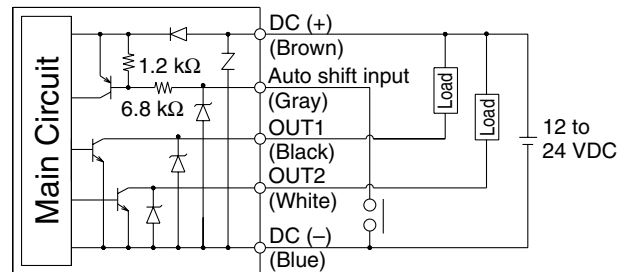 Main Circuit
1.2 kΩ
6.8 kΩ
DC (+)
(Brown)
Auto shift input
(Gray)
OUT1
(Black)
OUT2
(White)
DC (–)
(Blue)
Load
Load
12 to
24 VDC